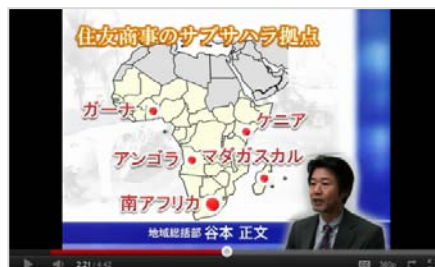 住友商事のサブサハラ拠点
ガーナ
ケニア
アンゴラ
マダガスカル
南アフリカ
地域総括部 谷本 正文
2:21 / 4:42
360p